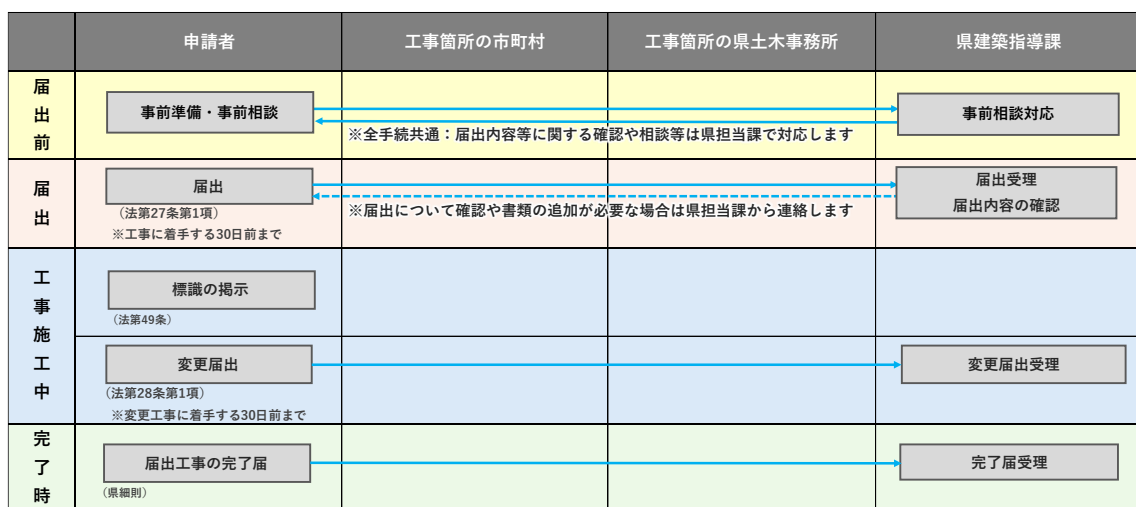 申請者
工事箇所の市町村
工事箇所の県土木事務所
県建築指導課
届出前
事前準備・事前相談
事前相談対応
※全手続共通：届出内容等に関する確認や相談等は県担当課で対応します
届出
届出
届出受理
届出内容の確認
（法第27条第1項）
※届出について確認や書類の追加が必要な場合は県担当課から連絡します
※工事に着手する30日前まで
工事施工中
標識の掲示
（法第49条）
変更届出
変更届出受理
（法第28条第1項）
※変更工事に着手する30日前まで
完了時
届出工事の完了届
完了届受理
（県細則）